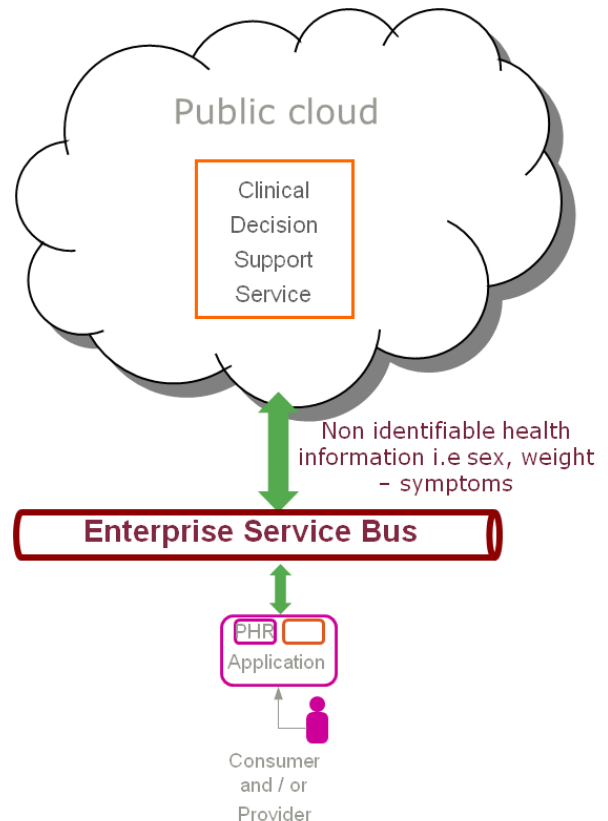 Public cloud
Clinical
Decision
Support
Service
Non identifiable health
information i.e sex, weight
– symptoms
Enterprise Service Bus
PHR
Application
Consumer
and / or
Provider